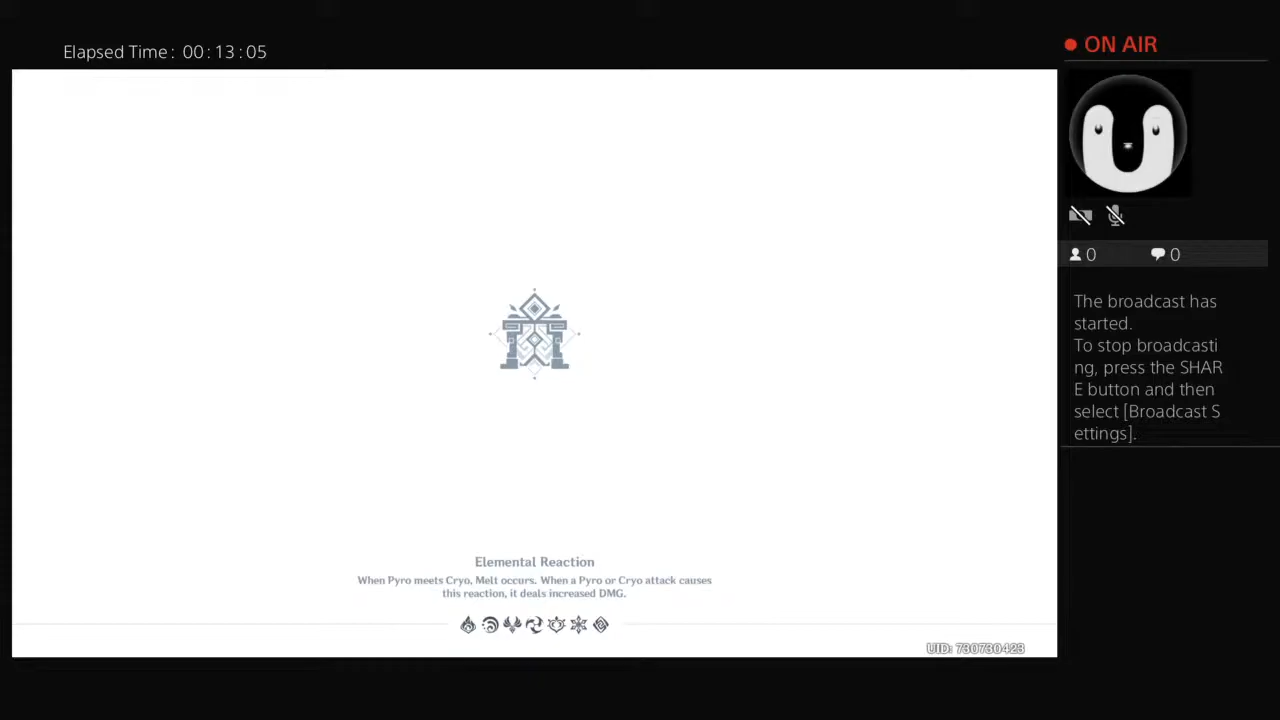 Elapsed Time: 00:13:05
ON AIR
0 0
The broadcast has
started.
To stop broadcasti
ng, press the SHAR
E button and then
select [Broadcast S
ettings].
Elemental Reaction
When Pyro meets Cryo, Melt occurs. When a Pyro or Cryo attack causes
this reaction, it deals increased DMG.
UID: 730730423